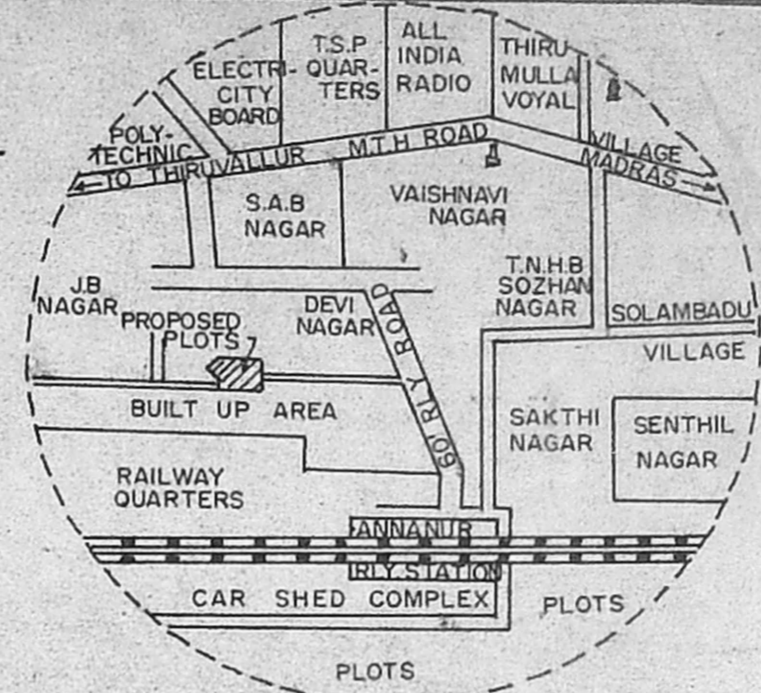 ELECTRI-
CITY
BOARD
T.S.P
QUAR-
TERS
ALL
INDIA
RADIO
THIRU
MULLA
VOYAL
POLY-
TECHNIC
VILLAGE
TO THIRUVALLUR M.T.H ROAD MADRAS
S.A.B
NAGAR
VAISHNAVI
NAGAR
J.B
NAGAR
PROPOSED
PLOTS
DEVI
NAGAR
60' RLY ROAD
T.N.H.B
SOZHAN
NAGAR
SOLAMBADU
VILLAGE
BUILT UP AREA
SAKTHI
NAGAR
SENTHIL
NAGAR
RAILWAY
QUARTERS
ANNANUR
RLY. STATION
CAR SHED COMPLEX
PLOTS
PLOTS